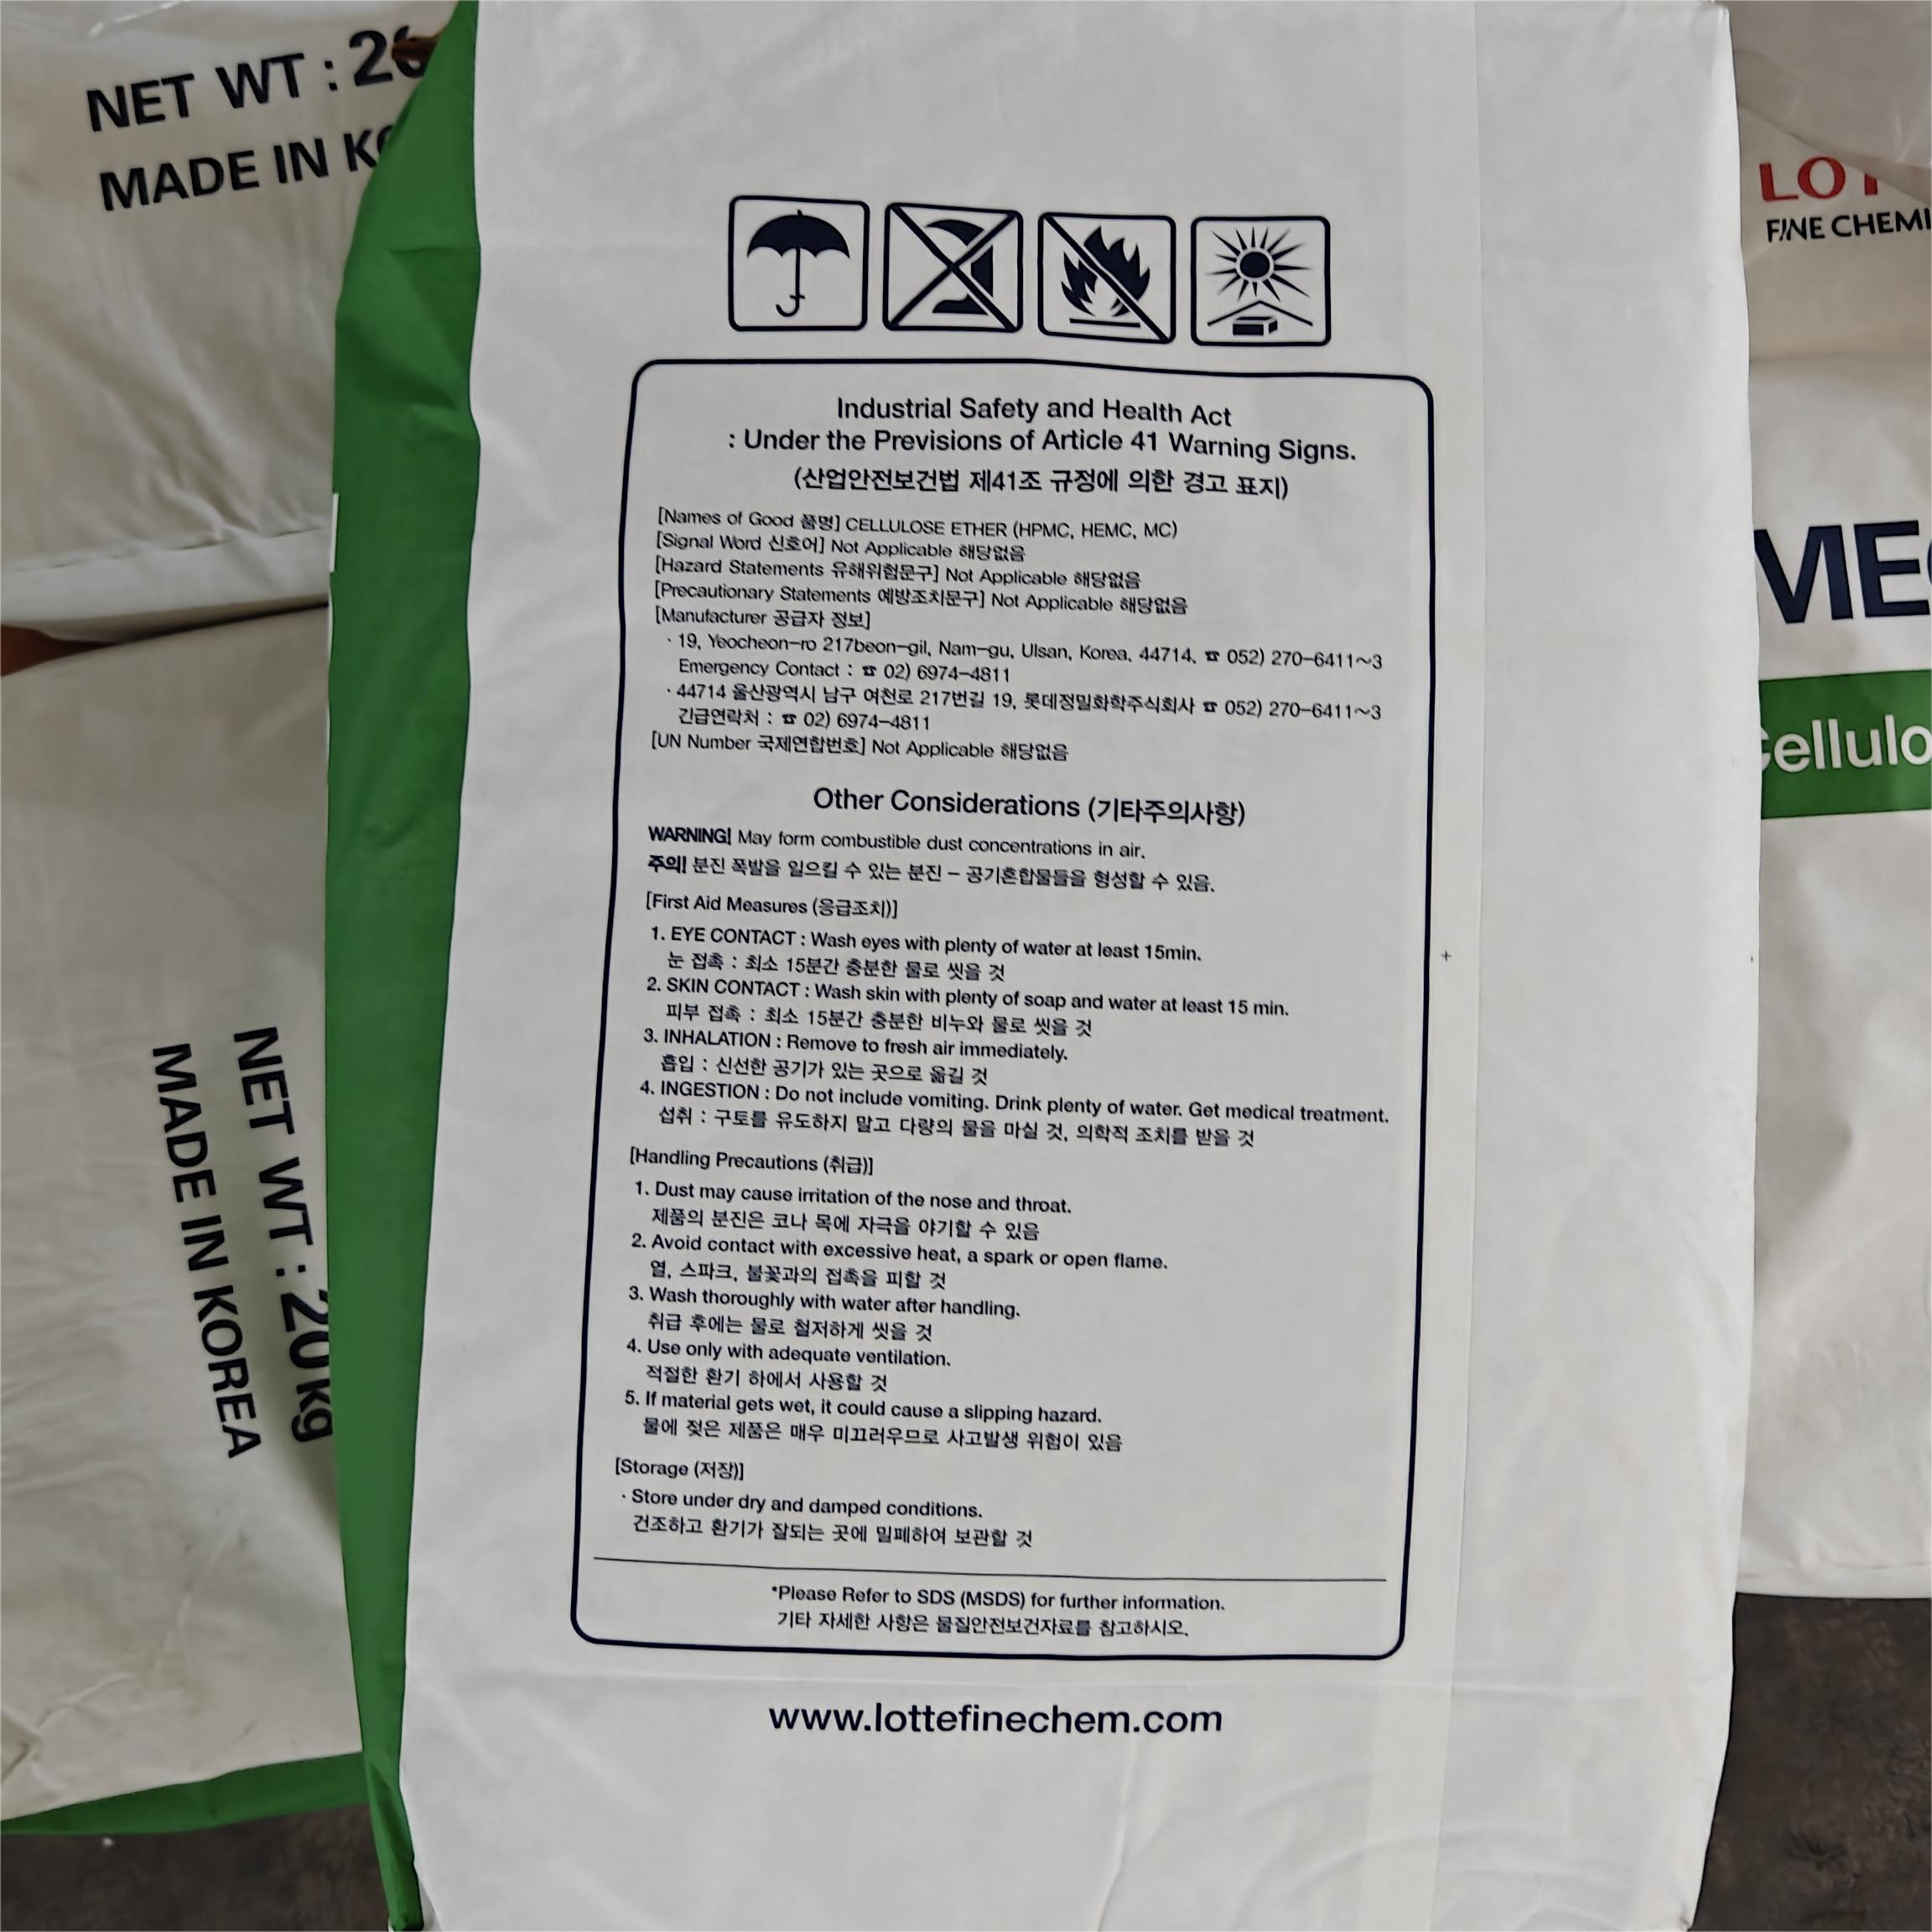 NET WT : 20
MADE IN KO
Industrial Safety and Health Act
: Under the Previsions of Article 41 Warning Signs.
(산업안전보건법 제41조 규정에 의한 경고 표지)
[Names of Good 품명] CELLULOSE ETHER (HPMC, HEMC, MC)
[Signal Word 신호어] Not Applicable 해당없음
[Hazard Statements 유해위험문구] Not Applicable 해당없음
[Precautionary Statements 예방조치문구] Not Applicable 해당없음
[Manufacturer 공급자 정보]
· 19, Yeocheon-ro 217beon-gil, Nam-gu, Ulsan, Korea, 44714, ☎ 052) 270-6411~3
Emergency Contact : ☎ 02) 6974-4811
· 44714 울산광역시 남구 여천로 217번길 19, 롯데정밀화학주식회사 ☎ 052) 270-6411~3
긴급연락처 : ☎ 02) 6974-4811
[UN Number 국제연합번호] Not Applicable 해당없음
Other Considerations (기타주의사항)
WARNING! May form combustible dust concentrations in air.
주의! 분진 폭발을 일으킬 수 있는 분진 - 공기혼합물들을 형성할 수 있음.
[First Aid Measures (응급조치)]
1. EYE CONTACT : Wash eyes with plenty of water at least 15min.
눈 접촉 : 최소 15분간 충분한 물로 씻을 것
2. SKIN CONTACT : Wash skin with plenty of soap and water at least 15 min.
피부 접촉 : 최소 15분간 충분한 비누와 물로 씻을 것
3. INHALATION : Remove to fresh air immediately.
흡입 : 신선한 공기가 있는 곳으로 옮길 것
4. INGESTION : Do not include vomiting. Drink plenty of water. Get medical treatment.
섭취 : 구토를 유도하지 말고 다량의 물을 마실 것, 의학적 조치를 받을 것
[Handling Precautions (취급)]
1. Dust may cause irritation of the nose and throat.
제품의 분진은 코나 목에 자극을 야기할 수 있음
2. Avoid contact with excessive heat, a spark or open flame.
열, 스파크, 불꽃과의 접촉을 피할 것
3. Wash thoroughly with water after handling.
취급 후에는 물로 철저하게 씻을 것
4. Use only with adequate ventilation.
적절한 환기 하에서 사용할 것
5. If material gets wet, it could cause a slipping hazard.
물에 젖은 제품은 매우 미끄러우므로 사고발생 위험이 있음
[Storage (저장)]
· Store under dry and damped conditions.
건조하고 환기가 잘되는 곳에 밀폐하여 보관할 것
*Please Refer to SDS (MSDS) for further information.
기타 자세한 사항은 물질안전보건자료를 참고하시오.
www.lottefinechem.com
NET WT : 20kg
MADE IN KOREA
LOT
FINE CHEMI
MEC
Cellulo